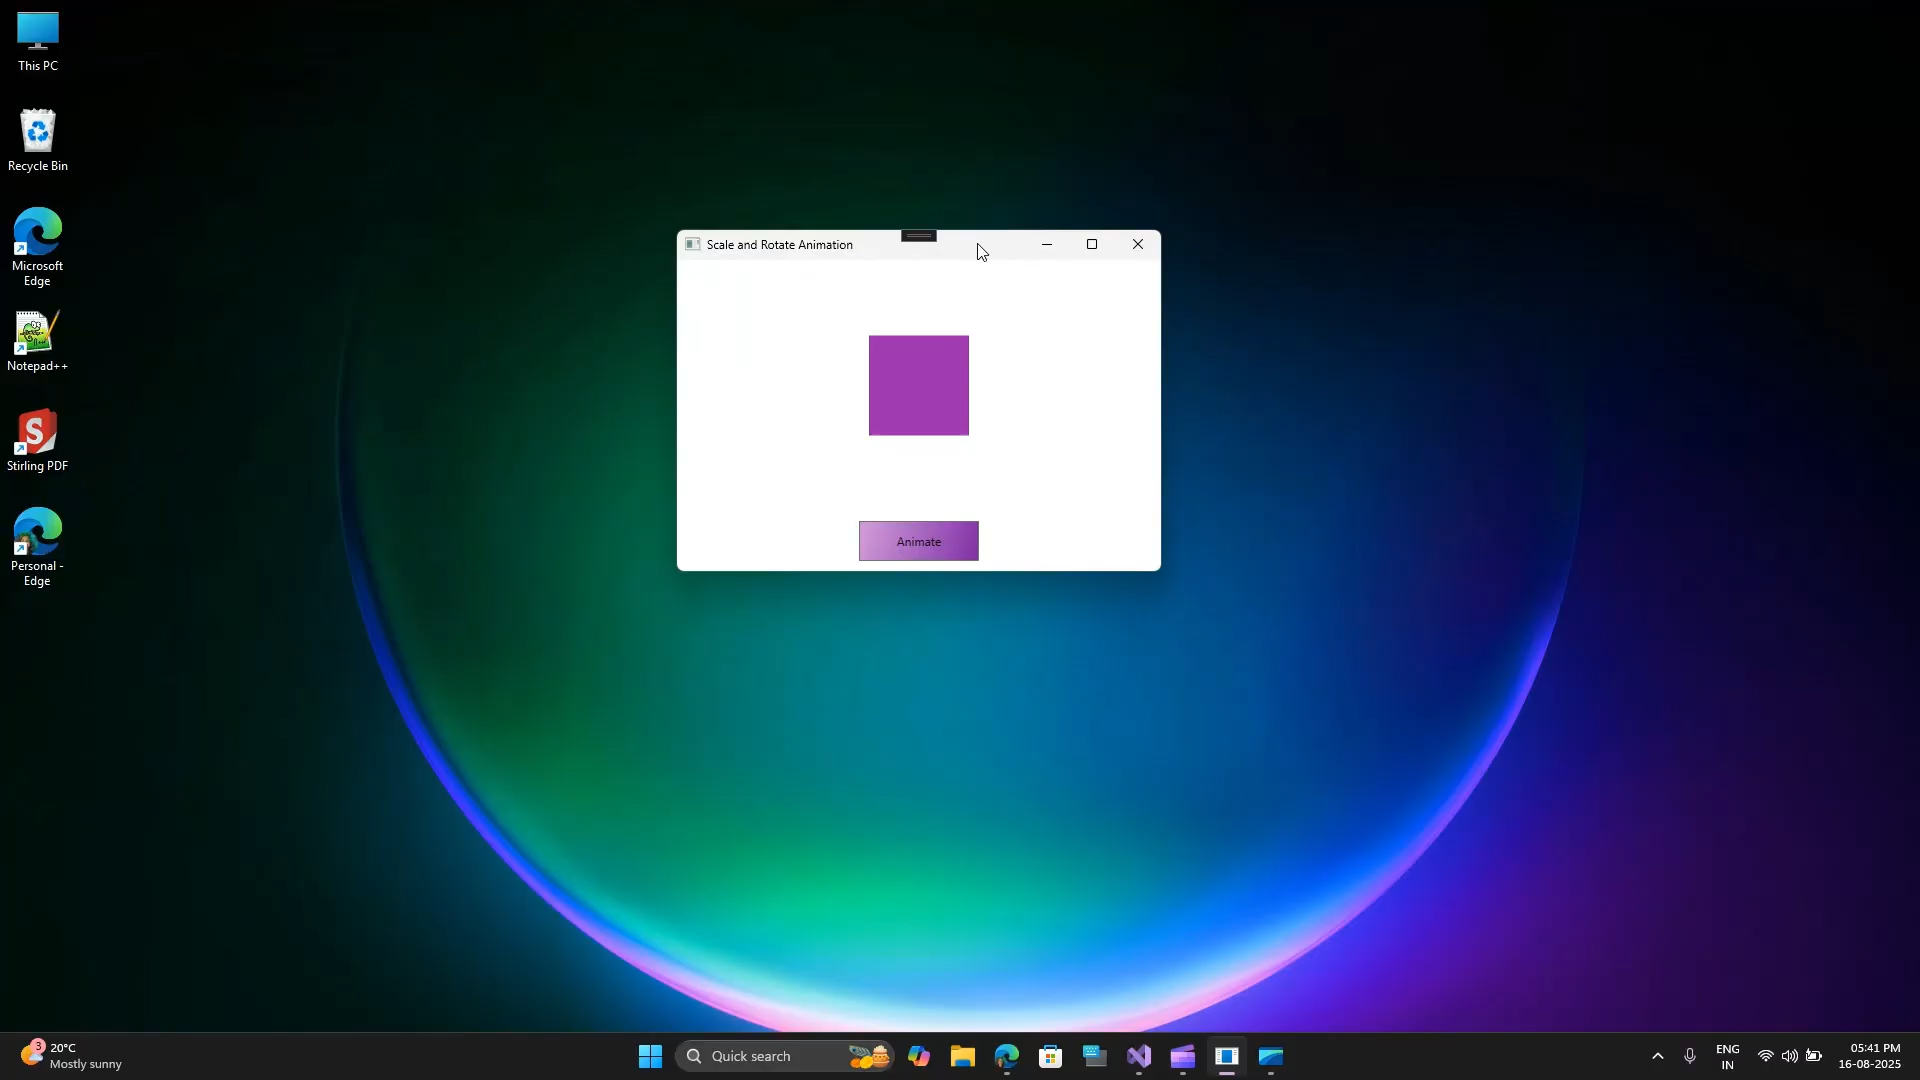 This PC
Recycle Bin
Microsoft
Edge
Notepad++
Stirling PDF
Personal -
Edge
Scale and Rotate Animation
Animate
3
20°C
Mostly sunny
Quick search
ENG
IN
05:41 PM
16-08-2025